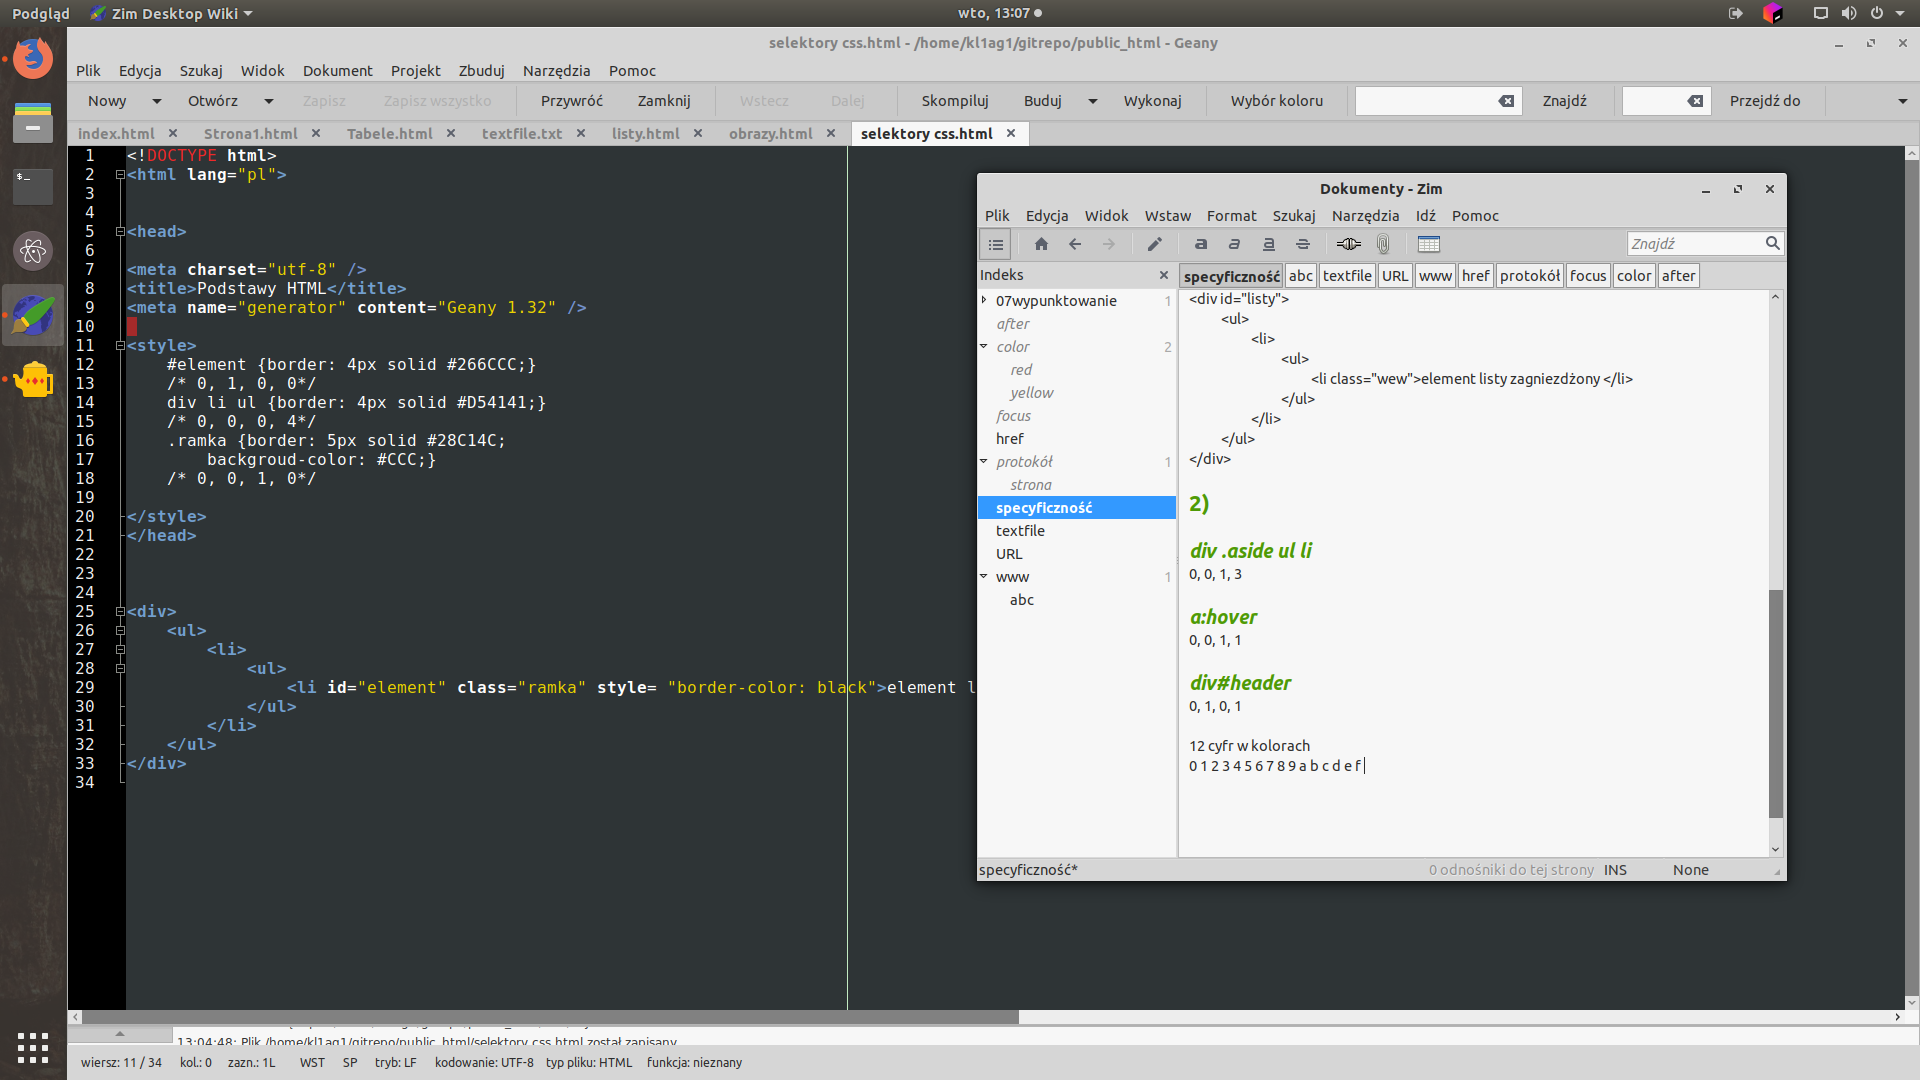 Podgląd
Zim Desktop Wiki
wto, 13:07
selektory css.html - /home/kl1ag1/gitrepo/public_html - Geany
Plik Edycja Szukaj Widok Dokument Projekt Zbuduj Narzędzia Pomoc
Nowy Otwórz Zapisz Zapisz wszystko Przywróć Zamknij Wstecz Dalej Skompiluj Buduj Wykonaj Wybór koloru Znajdź Przejdź do
index.html Strona1.html Tabele.html textfile.txt listy.html obrazy.html selektory css.html
1 <!DOCTYPE html>
2 <html lang="pl">
3
4
5 <head>
6
7 <meta charset="utf-8" />
8 <title>Podstawy HTML</title>
9 <meta name="generator" content="Geany 1.32" />
10
11 <style>
12 #element {border: 4px solid #266CCC;}
13 /* 0, 1, 0, 0*/
14 div li ul {border: 4px solid #D54141;}
15 /* 0, 0, 0, 4*/
16 .ramka {border: 5px solid #28C14C;
17 backgroud-color: #CCC;}
18 /* 0, 0, 1, 0*/
19
20 </style>
21 </head>
22
23
24
25 <div>
26 <ul>
27 <li>
28 <ul>
29 <li id="element" class="ramka" style= "border-color: black">element l
30 </ul>
31 </li>
32 </ul>
33 </div>
34
Dokumenty - Zim
Plik Edycja Widok Wstaw Format Szukaj Narzędzia Idź Pomoc
a a a a
Znajdź
Indeks
specyficzność abc textfile URL www href protokół focus color after
07wypunktowanie 1
after
color 2
red
yellow
focus
href
protokół 1
strona
specyficzność
textfile
URL
www 1
abc
<div id="listy">
<ul>
<li>
<ul>
<li class="wew">element listy zagniezdżony </li>
</ul>
</li>
</ul>
</div>
2)
div .aside ul li
0, 0, 1, 3
a:hover
0, 0, 1, 1
div#header
0, 1, 0, 1
12 cyfr w kolorach
0 1 2 3 4 5 6 7 8 9 a b c d e f
specyficzność*
0 odnośniki do tej strony INS None
13:04:48: Plik /home/kl1ag1/gitrepo/public_html/selektory css.html został zapisany
wiersz: 11 / 34 kol.: 0 zazn.: 1L WST SP tryb: LF kodowanie: UTF-8 typ pliku: HTML funkcja: nieznany